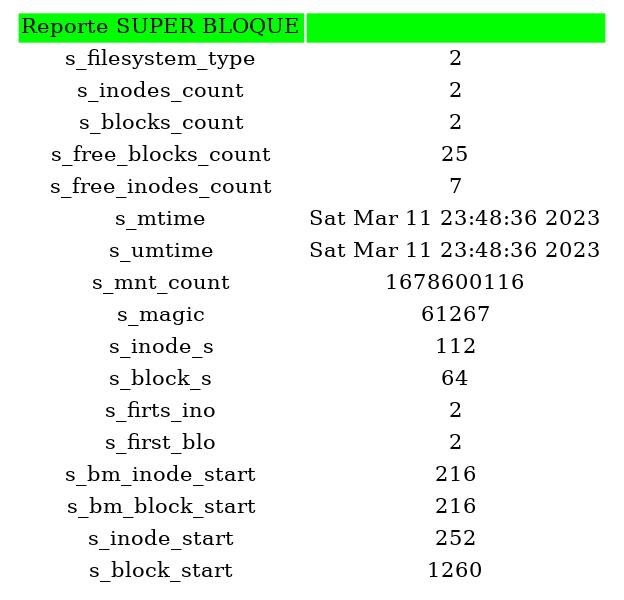 Reporte SUPER BLOQUE
s_filesystem_type 2
s_inodes_count 2
s_blocks_count 2
s_free_blocks_count 25
s_free_inodes_count 7
s_mtime Sat Mar 11 23:48:36 2023
s_umtime Sat Mar 11 23:48:36 2023
s_mnt_count 1678600116
s_magic 61267
s_inode_s 112
s_block_s 64
s_firts_ino 2
s_first_blo 2
s_bm_inode_start 216
s_bm_block_start 216
s_inode_start 252
s_block_start 1260